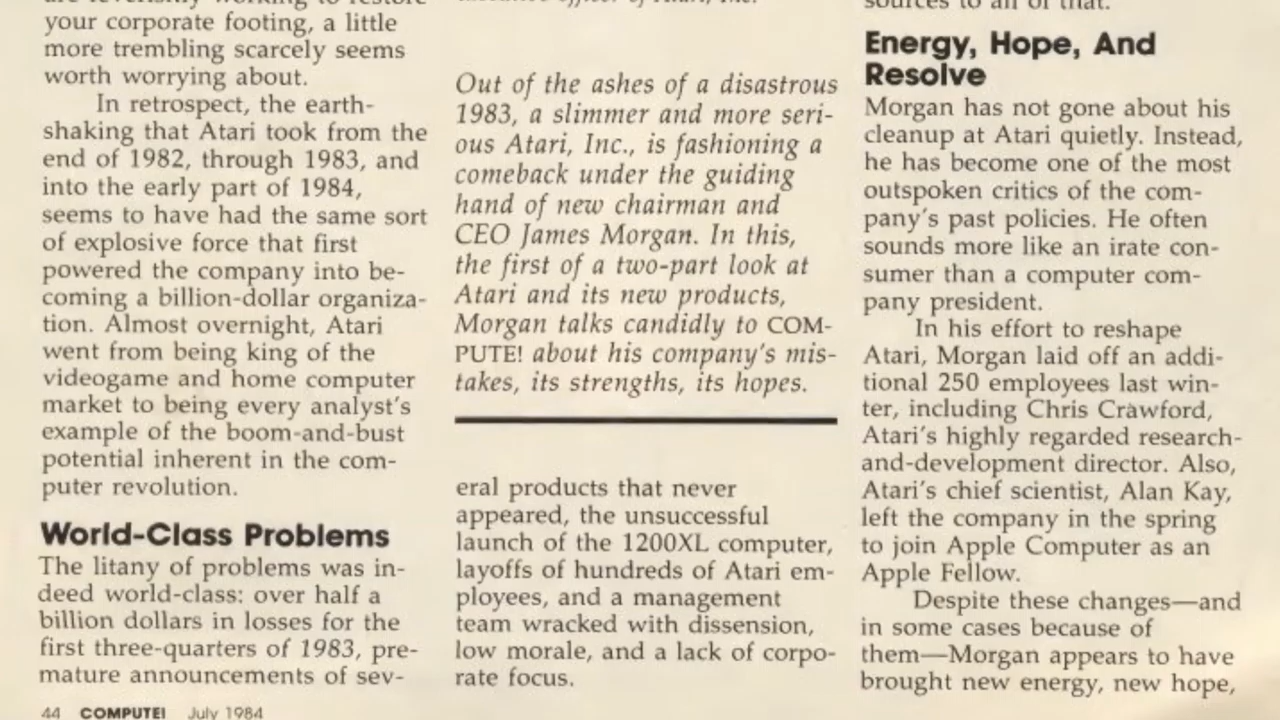 your corporate footing, a little
more trembling scarcely seems
worth worrying about.
In retrospect, the earth-
shaking that Atari took from the
end of 1982, through 1983, and
into the early part of 1984,
seems to have had the same sort
of explosive force that first
powered the company into be-
coming a billion-dollar organiza-
tion. Almost overnight, Atari
went from being king of the
videogame and home computer
market to being every analyst's
example of the boom-and-bust
potential inherent in the com-
puter revolution.
World-Class Problems
The litany of problems was in-
deed world-class: over half a
billion dollars in losses for the
first three-quarters of 1983, pre-
mature announcements of sev-
Out of the ashes of a disastrous
1983, a slimmer and more seri-
ous Atari, Inc., is fashioning a
comeback under the guiding
hand of new chairman and
CEO James Morgan. In this,
the first of a two-part look at
Atari and its new products,
Morgan talks candidly to COM-
PUTE! about his company's mis-
takes, its strengths, its hopes.
eral products that never
appeared, the unsuccessful
launch of the 1200XL computer,
layoffs of hundreds of Atari em-
ployees, and a management
team wracked with dissension,
low morale, and a lack of corpo-
rate focus.
sources to all of that.
Energy, Hope, And
Resolve
Morgan has not gone about his
cleanup at Atari quietly. Instead,
he has become one of the most
outspoken critics of the com-
pany's past policies. He often
sounds more like an irate con-
sumer than a computer com-
pany president.
In his effort to reshape
Atari, Morgan laid off an addi-
tional 250 employees last win-
ter, including Chris Crawford,
Atari's highly regarded research-
and-development director. Also,
Atari's chief scientist, Alan Kay,
left the company in the spring
to join Apple Computer as an
Apple Fellow.
Despite these changes—and
in some cases because of
them—Morgan appears to have
brought new energy, new hope,
44 COMPUTE! July 1984